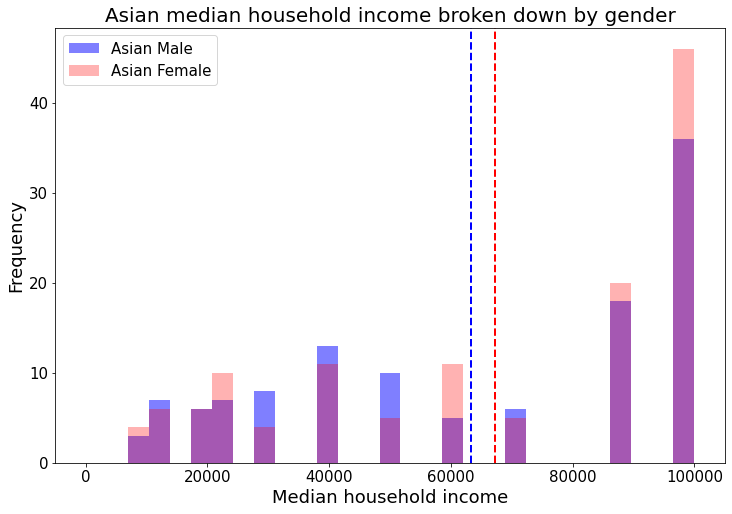 Asian median household income broken down by gender
Asian Male
Asian Female
Frequency
40
30
20
10
0
0 20000 40000 60000 80000 100000
Median household income